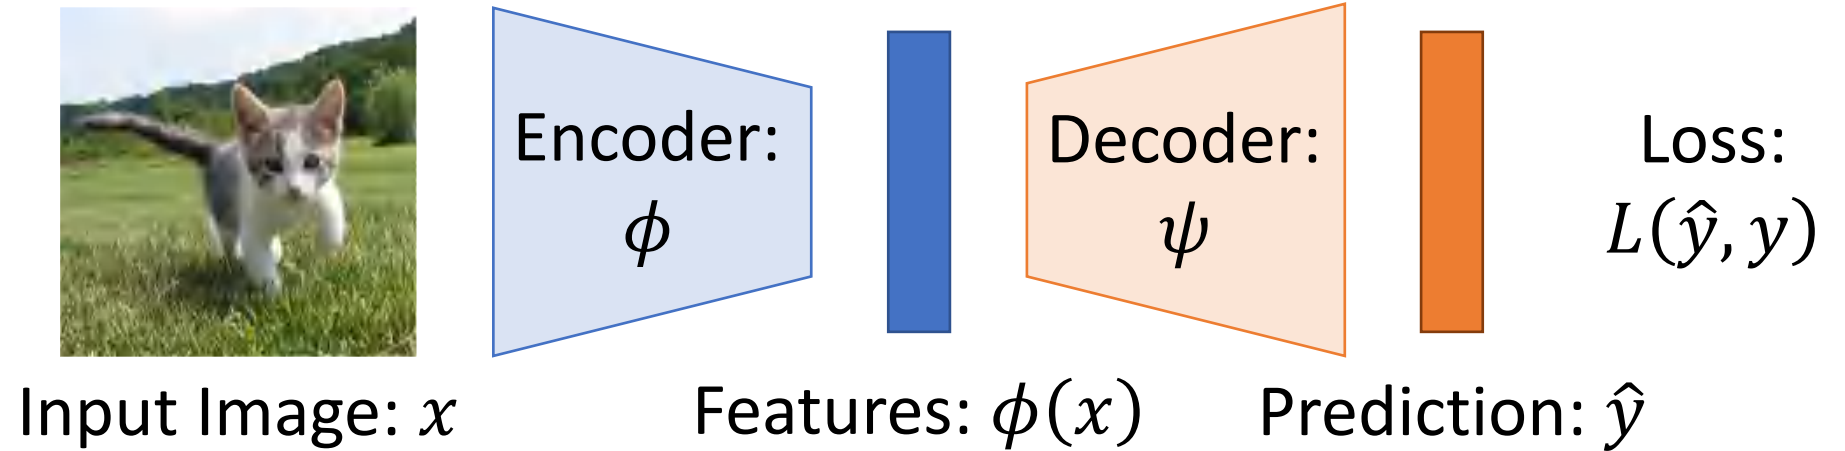 Encoder:
ϕ
Decoder:
ψ
Loss:
L(ŷ, y)
Input Image: x
Features: ϕ(x)
Prediction: ŷ